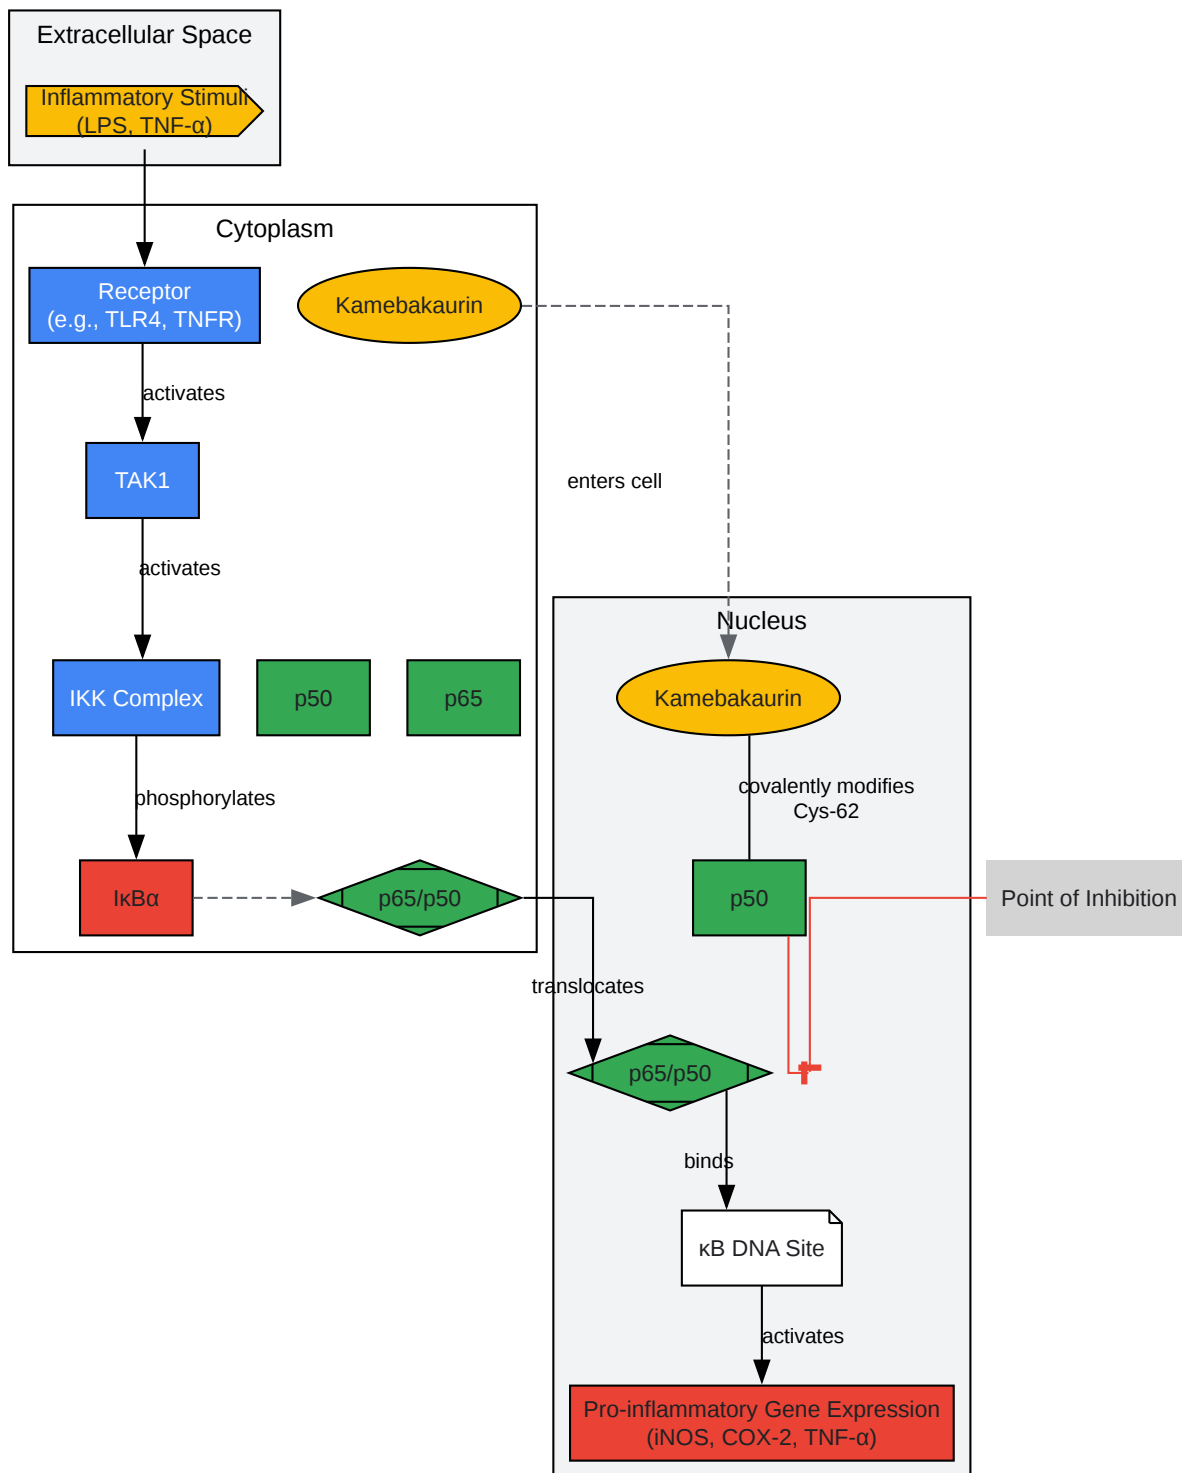 Extracellular Space
Inflammatory Stimuli
(LPS, TNF-α)
Cytoplasm
Receptor
(e.g., TLR4, TNFR)
Kamebakaurin
activates
TAK1
enters cell
activates
Nucleus
IKK Complex
p50
p65
Kamebakaurin
phosphorylates
covalently modifies
Cys-62
IκBα
p65/p50
p50
Point of Inhibition
translocates
p65/p50
binds
κB DNA Site
activates
Pro-inflammatory Gene Expression
(iNOS, COX-2, TNF-α)